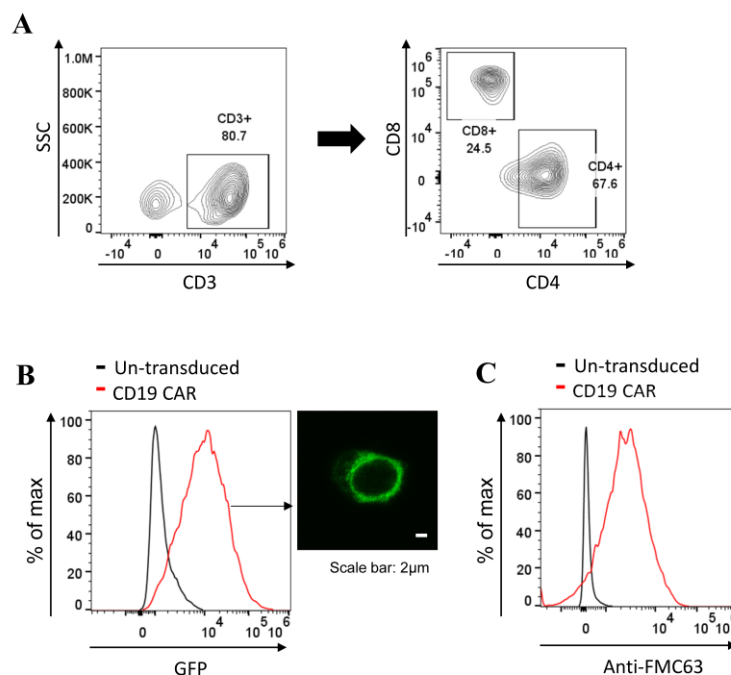 A
1.0M
800K
600K
400K
200K
0
SSC
CD3+
80.7
-10^4 0 10^4 10^5 10^6
CD3
10^6
10^5
10^4
0
-10^4
CD8
CD8+
24.5
CD4+
67.6
-10^4 0 10^4 10^5 10^6
CD4
B
Un-transduced
CD19 CAR
% of max
100
80
60
40
20
0
0 10^4 10^5 10^6
GFP
Scale bar: 2µm
C
Un-transduced
CD19 CAR
% of max
100
80
60
40
20
0
0 10^4 10^5 10^6
Anti-FMC63